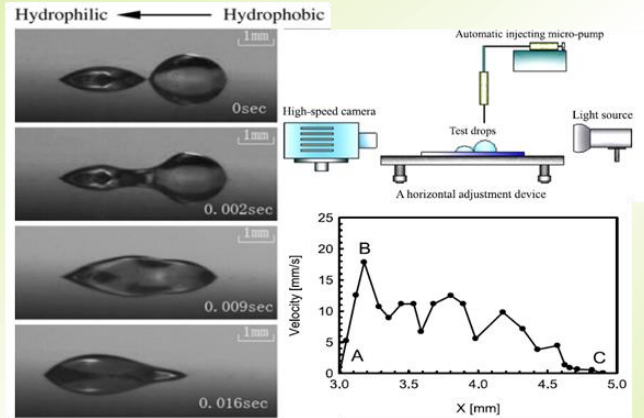 Hydrophilic
Hydrophobic
1mm
0sec
1mm
0.002sec
1mm
0.009sec
1mm
0.016sec
Automatic injecting micro-pump
High-speed camera
Light source
Test drops
A horizontal adjustment device
25
20
15
10
5
0
Velocity [mm/s]
B
A
C
3.0
3.5
4.0
4.5
5.0
X [mm]